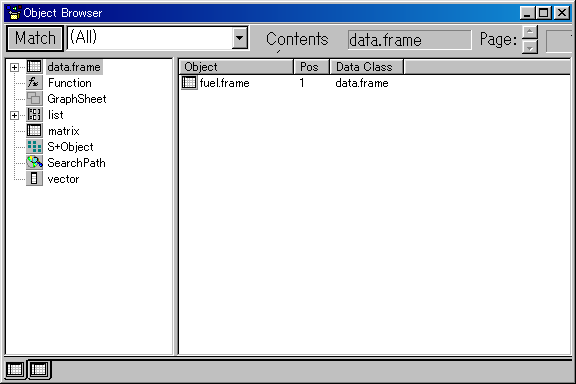 Object Browser
Match (All) Contents data.frame Page:
data.frame
Function
GraphSheet
list
matrix
S+Object
SearchPath
vector
Object Pos Data Class
fuel.frame 1 data.frame